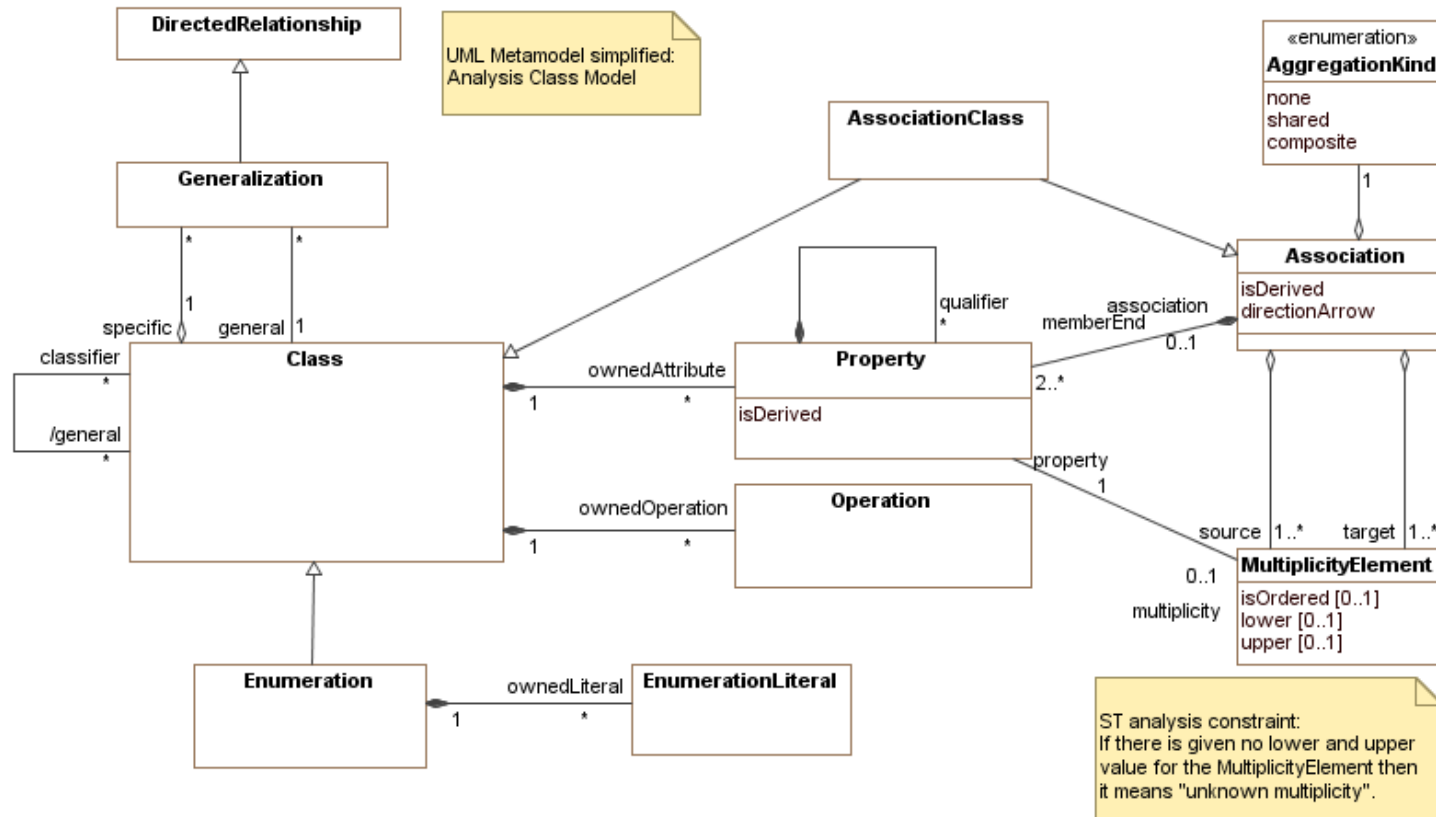 DirectedRelationship
UML Metamodel simplified:
Analysis Class Model
«enumeration»
AggregationKind
none
shared
composite
AssociationClass
Generalization
*
*
1
1
specific
general
1
Association
isDerived
directionArrow
association
memberEnd
0..1
qualifier
*
classifier
*
/general
*
Class
ownedAttribute
1
*
Property
isDerived
2..*
property
1
ownedOperation
1
*
Operation
source
1..*
target
1..*
0..1
multiplicity
MultiplicityElement
isOrdered [0..1]
lower [0..1]
upper [0..1]
Enumeration
ownedLiteral
1
*
EnumerationLiteral
ST analysis constraint:
If there is given no lower and upper
value for the MultiplicityElement then
it means "unknown multiplicity".